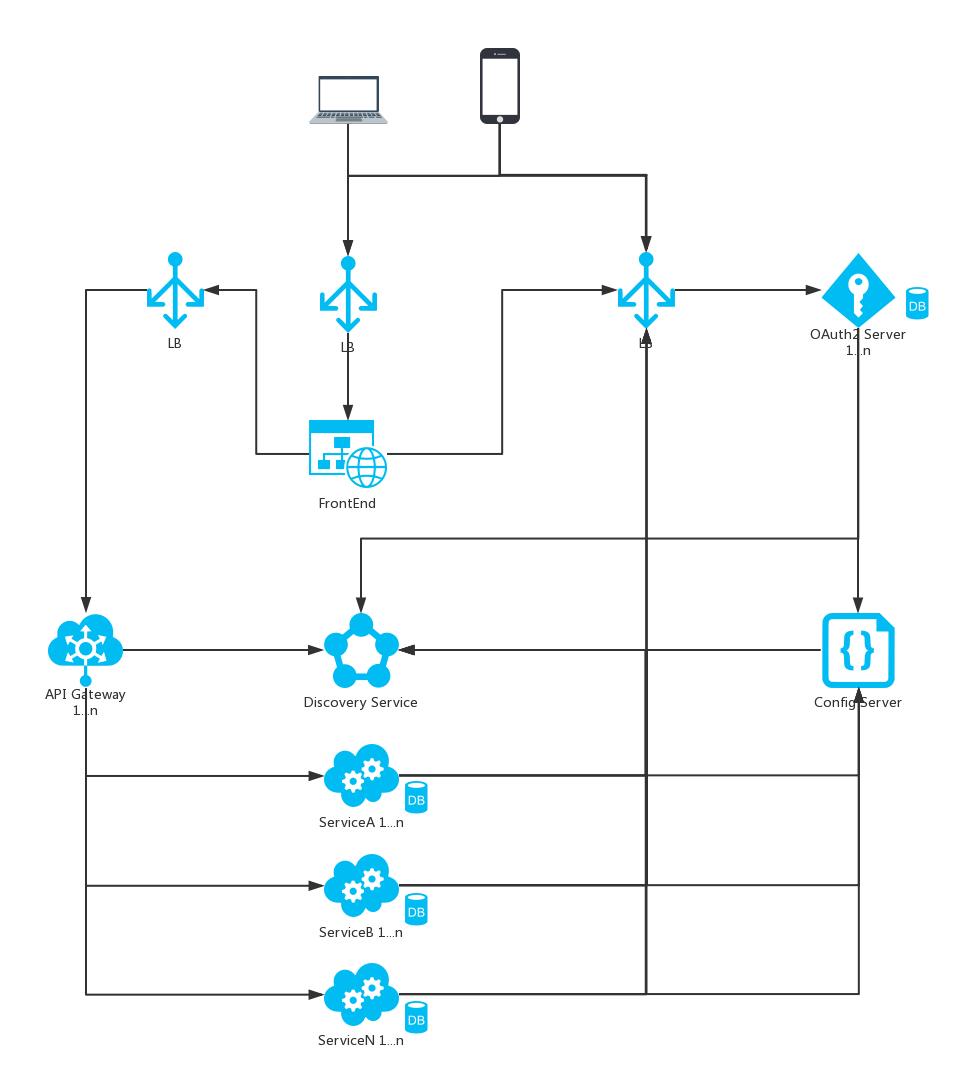 LB
LB
LB
DB
OAuth2 Server
1...n
FrontEnd
{}
API Gateway
1...n
Discovery Service
Config Server
DB
ServiceA 1...n
DB
ServiceB 1...n
DB
ServiceN 1...n